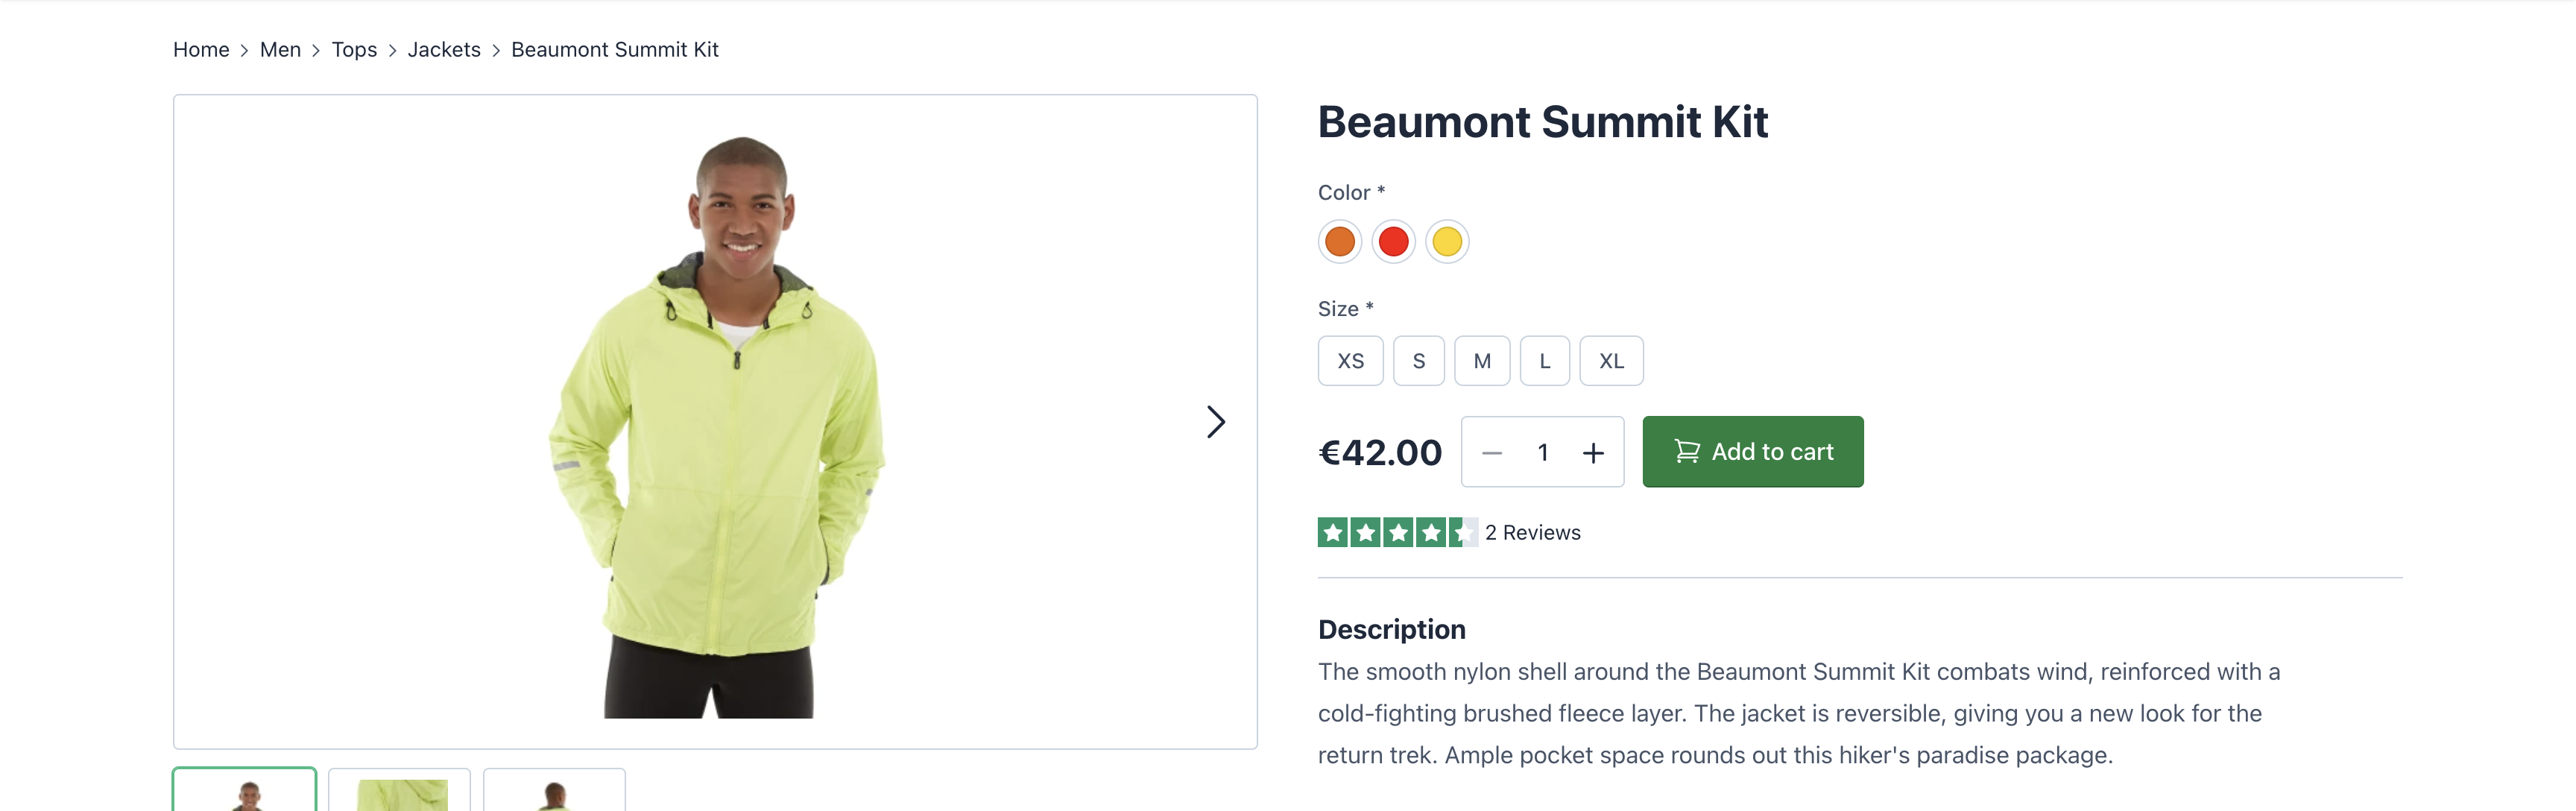 Home > Men > Tops > Jackets > Beaumont Summit Kit
Beaumont Summit Kit
Color *
Size *
XS S M L XL
€42.00 − 1 + Add to cart
2 Reviews
Description
The smooth nylon shell around the Beaumont Summit Kit combats wind, reinforced with a
cold-fighting brushed fleece layer. The jacket is reversible, giving you a new look for the
return trek. Ample pocket space rounds out this hiker's paradise package.